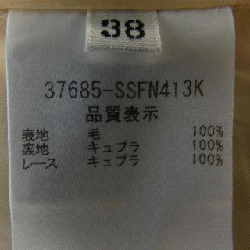 38
37685-SSFN413K
品質表示
表地 毛 100%
裏地 キュプラ 100%
レース キュプラ 100%